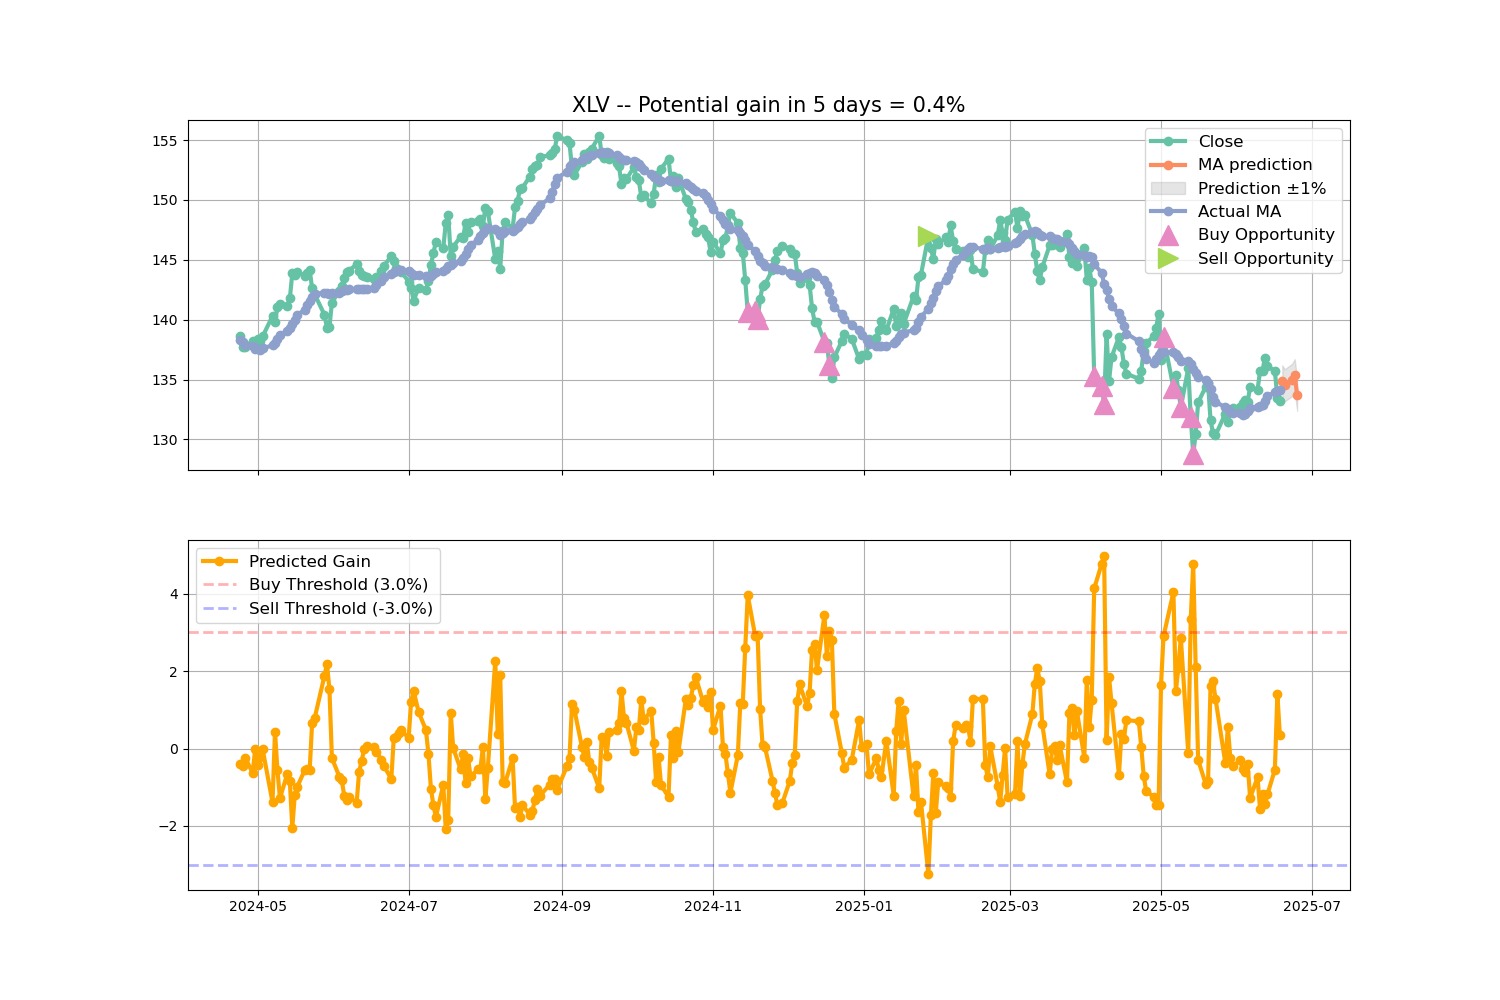 XLV -- Potential gain in 5 days = 0.4%
155
150
145
140
135
130
Close
MA prediction
Prediction ±1%
Actual MA
Buy Opportunity
Sell Opportunity
4
2
0
−2
Predicted Gain
Buy Threshold (3.0%)
Sell Threshold (-3.0%)
2024-05 2024-07 2024-09 2024-11 2025-01 2025-03 2025-05 2025-07